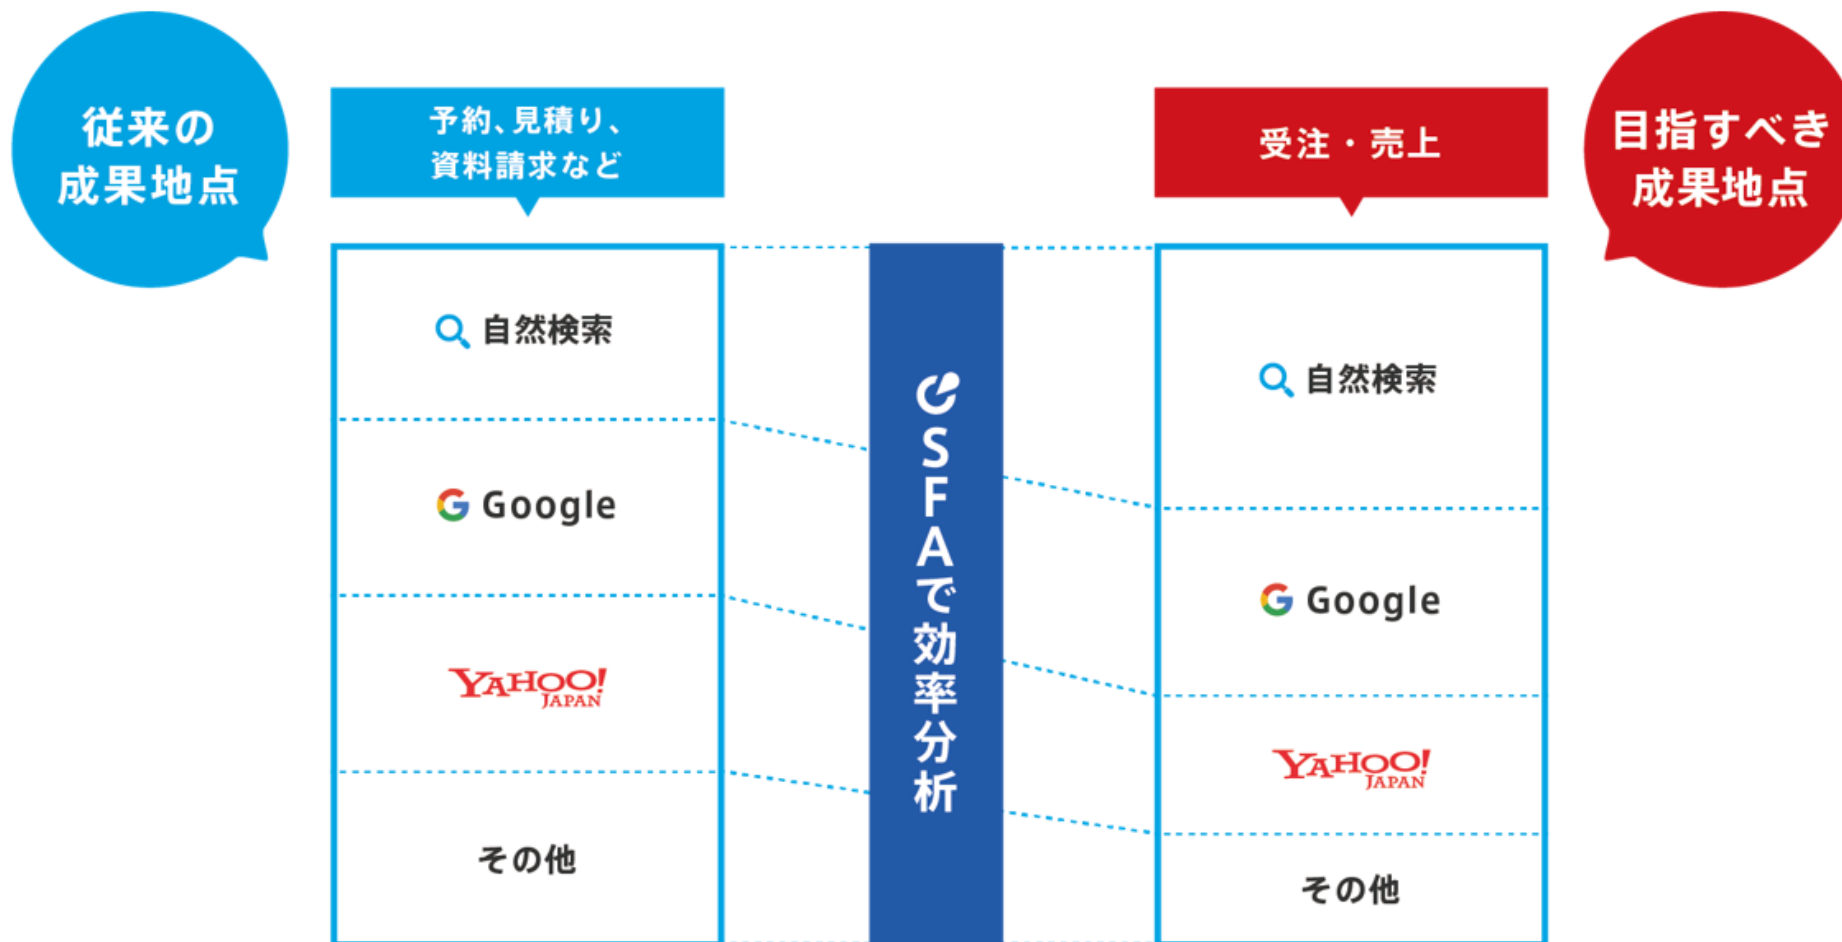 従来の
成果地点
予約、見積り、
資料請求など
受注・売上
目指すべき
成果地点
自然検索
Google
YAHOO!
JAPAN
その他
SFAで効率分析
自然検索
Google
YAHOO!
JAPAN
その他